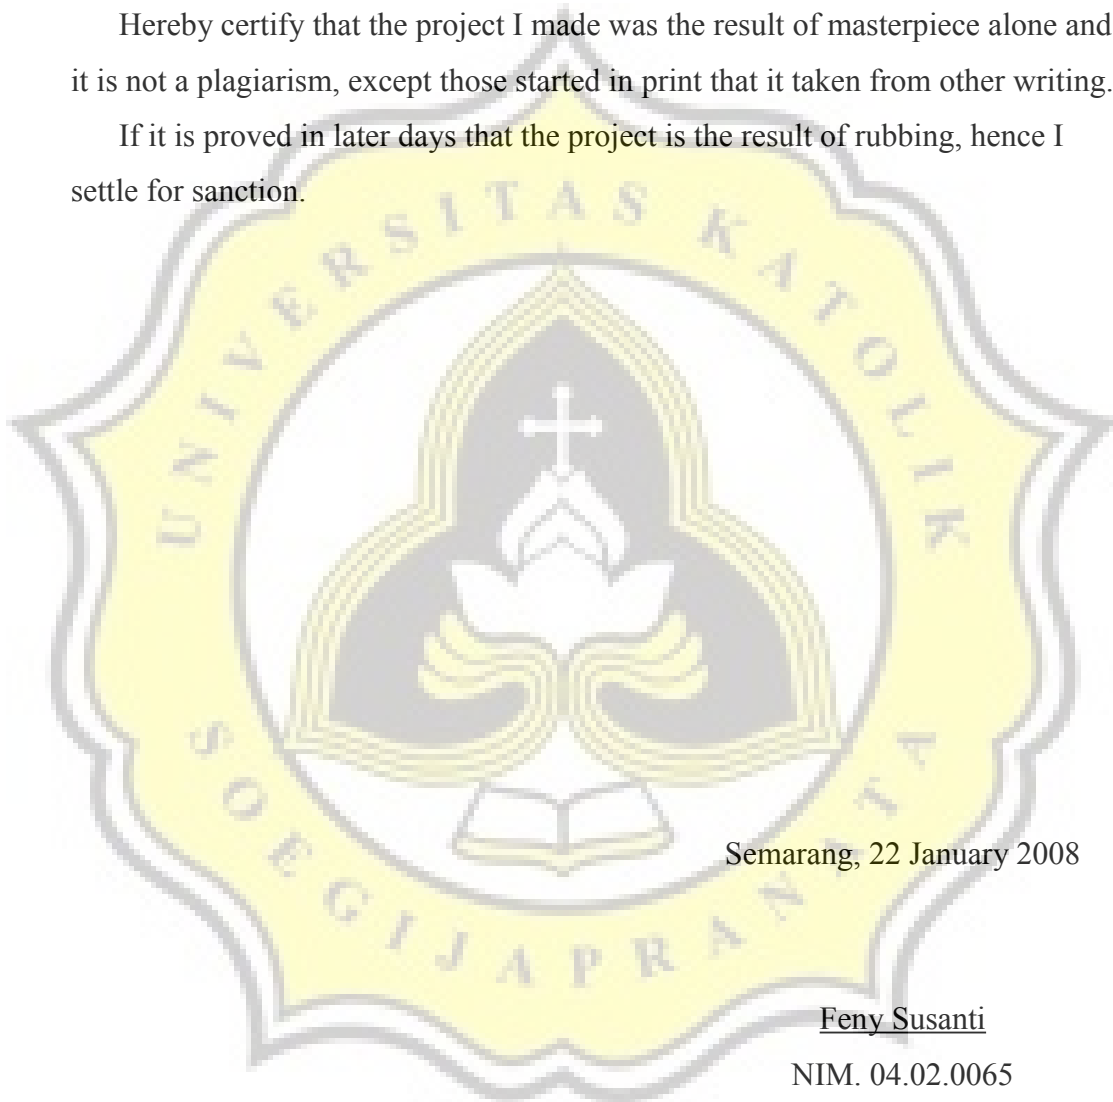 Hereby certify that the project I made was the result of masterpiece alone and
it is not a plagiarism, except those started in print that it taken from other writing.
If it is proved in later days that the project is the result of rubbing, hence I
settle for sanction.
UNIVERSITAS KATOLIK
SOEGIJAPRANATA
Semarang, 22 January 2008
Feny Susanti
NIM. 04.02.0065